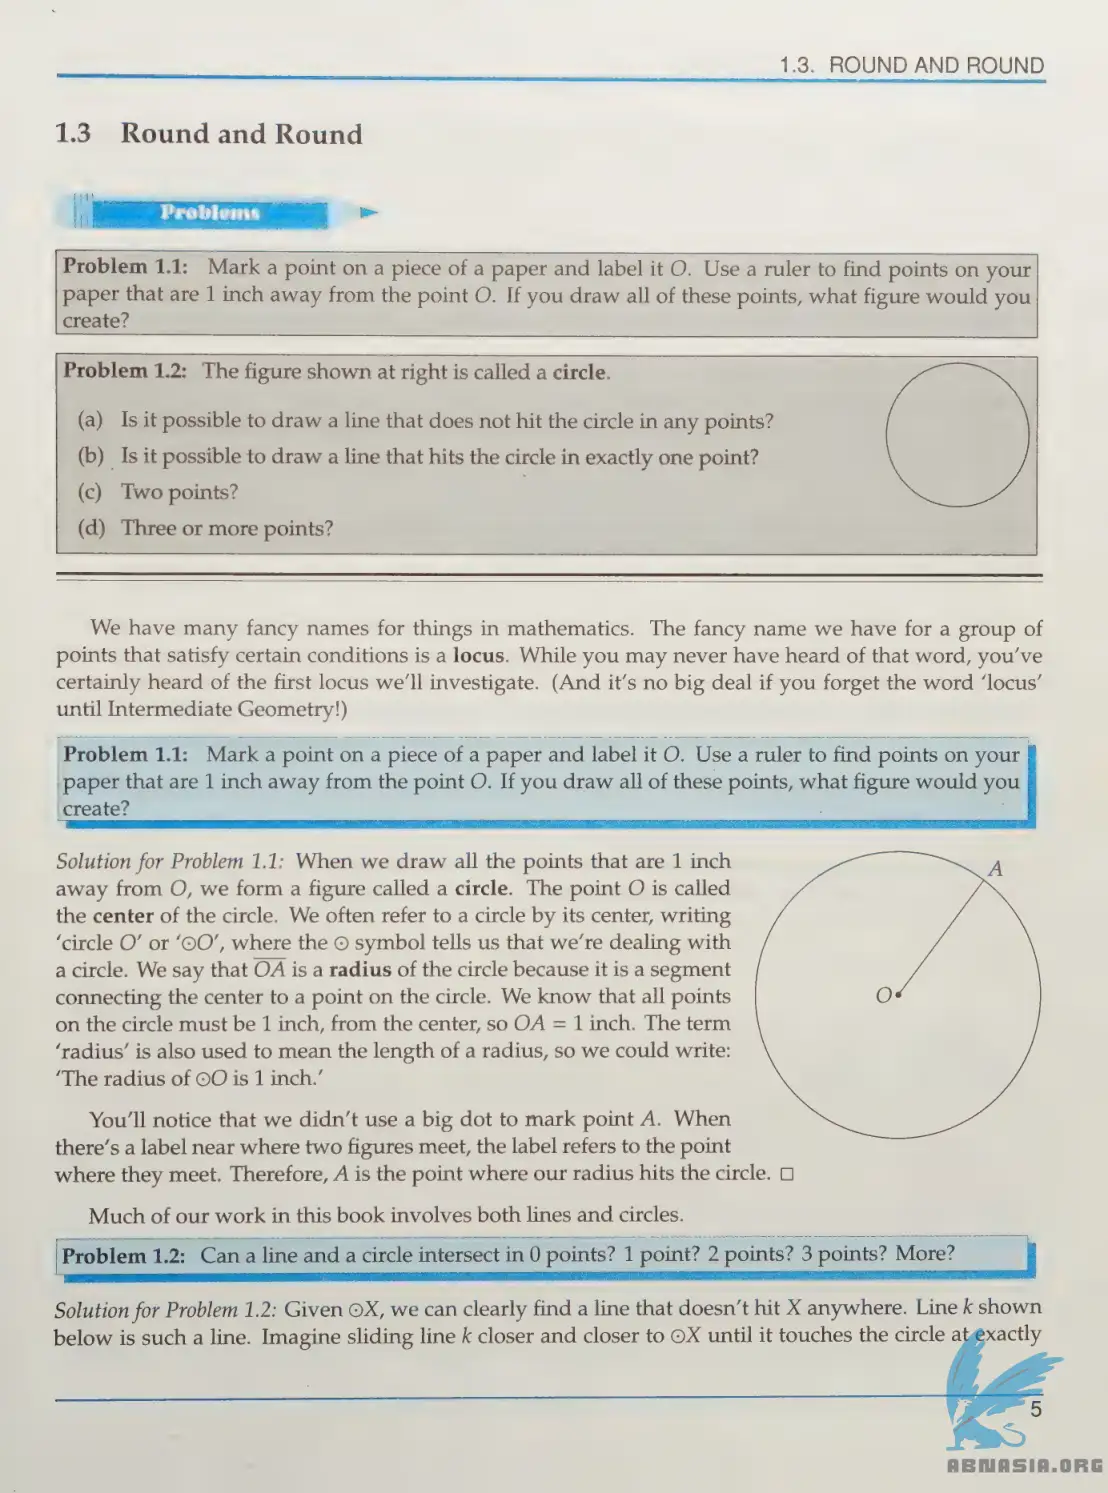 1.3. ROUND AND ROUND
1.3 Round and Round
Problems
Problem 1.1: Mark a point on a piece of a paper and label it O. Use a ruler to find points on your
paper that are 1 inch away from the point O. If you draw all of these points, what figure would you
create?
Problem 1.2: The figure shown at right is called a circle.
(a) Is it possible to draw a line that does not hit the circle in any points?
(b) Is it possible to draw a line that hits the circle in exactly one point?
(c) Two points?
(d) Three or more points?
We have many fancy names for things in mathematics. The fancy name we have for a group of
points that satisfy certain conditions is a locus. While you may never have heard of that word, you've
certainly heard of the first locus we'll investigate. (And it's no big deal if you forget the word 'locus'
until Intermediate Geometry!)
Problem 1.1: Mark a point on a piece of a paper and label it O. Use a ruler to find points on your
paper that are 1 inch away from the point O. If you draw all of these points, what figure would you
create?
Solution for Problem 1.1: When we draw all the points that are 1 inch
away from O, we form a figure called a circle. The point O is called
the center of the circle. We often refer to a circle by its center, writing
'circle O' or '⊙O', where the ⊙ symbol tells us that we're dealing with
a circle. We say that O̅A̅ is a radius of the circle because it is a segment
connecting the center to a point on the circle. We know that all points
on the circle must be 1 inch, from the center, so OA = 1 inch. The term
'radius' is also used to mean the length of a radius, so we could write:
'The radius of ⊙O is 1 inch.'
A
O
You'll notice that we didn't use a big dot to mark point A. When
there's a label near where two figures meet, the label refers to the point
where they meet. Therefore, A is the point where our radius hits the circle. □
Much of our work in this book involves both lines and circles.
Problem 1.2: Can a line and a circle intersect in 0 points? 1 point? 2 points? 3 points? More?
Solution for Problem 1.2: Given ⊙X, we can clearly find a line that doesn't hit X anywhere. Line k shown
below is such a line. Imagine sliding line k closer and closer to ⊙X until it touches the circle at exactly
5
ABNASIA.ORG